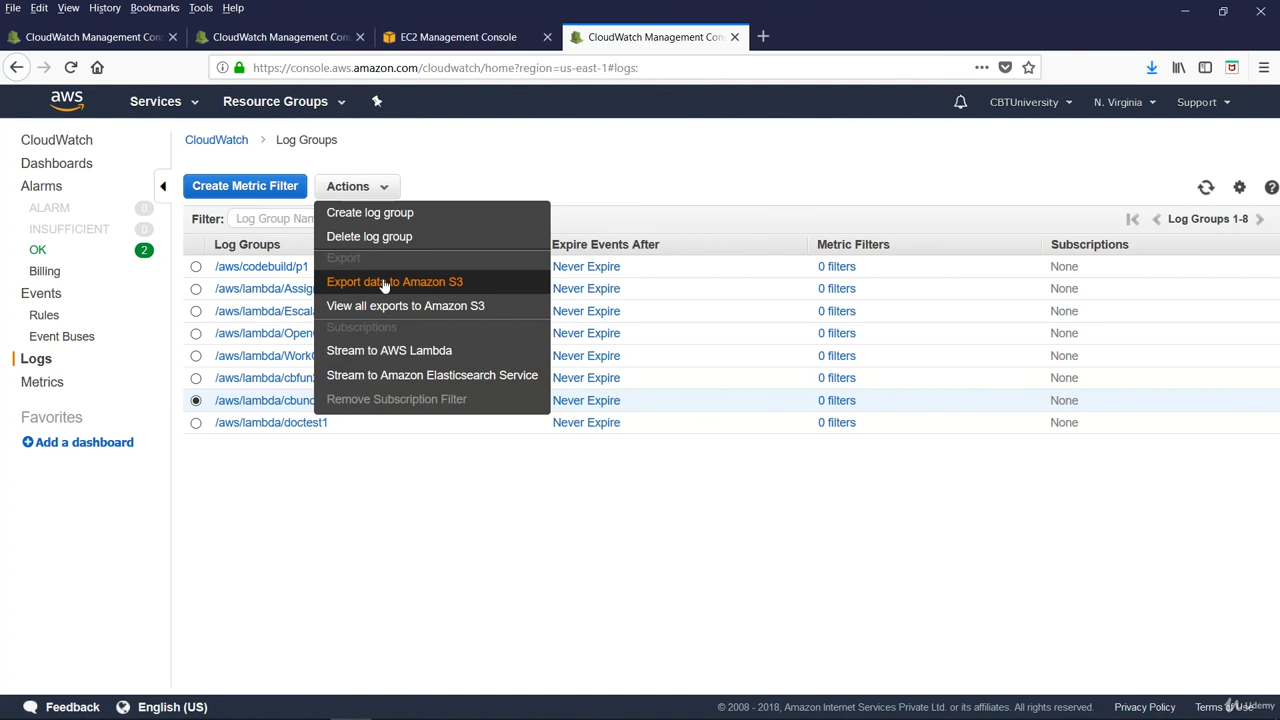 File Edit View History Bookmarks Tools Help
CloudWatch Management Con CloudWatch Management Cons EC2 Management Console CloudWatch Management Con
https://console.aws.amazon.com/cloudwatch/home?region=us-east-1#logs:
aws Services Resource Groups CBTUniversity N. Virginia Support
CloudWatch
Dashboards
Alarms
ALARM 0
INSUFFICIENT 0
OK 2
Billing
Events
Rules
Event Buses
Logs
Metrics
Favorites
Add a dashboard
CloudWatch > Log Groups
Create Metric Filter Actions
Filter: Log Group Nam Log Groups 1-8
Create log group
Delete log group
Export
Export data to Amazon S3
View all exports to Amazon S3
Subscriptions
Stream to AWS Lambda
Stream to Amazon Elasticsearch Service
Remove Subscription Filter
Log Groups Expire Events After Metric Filters Subscriptions
/aws/codebuild/p1 Never Expire 0 filters None
/aws/lambda/Assig Never Expire 0 filters None
/aws/lambda/Escal Never Expire 0 filters None
/aws/lambda/Open Never Expire 0 filters None
/aws/lambda/Work Never Expire 0 filters None
/aws/lambda/cbfun Never Expire 0 filters None
/aws/lambda/cbunc Never Expire 0 filters None
/aws/lambda/doctest1 Never Expire 0 filters None
Feedback English (US) © 2008 - 2018, Amazon Internet Services Private Ltd. or its affiliates. All rights reserved. Privacy Policy Terms of Use
Udemy